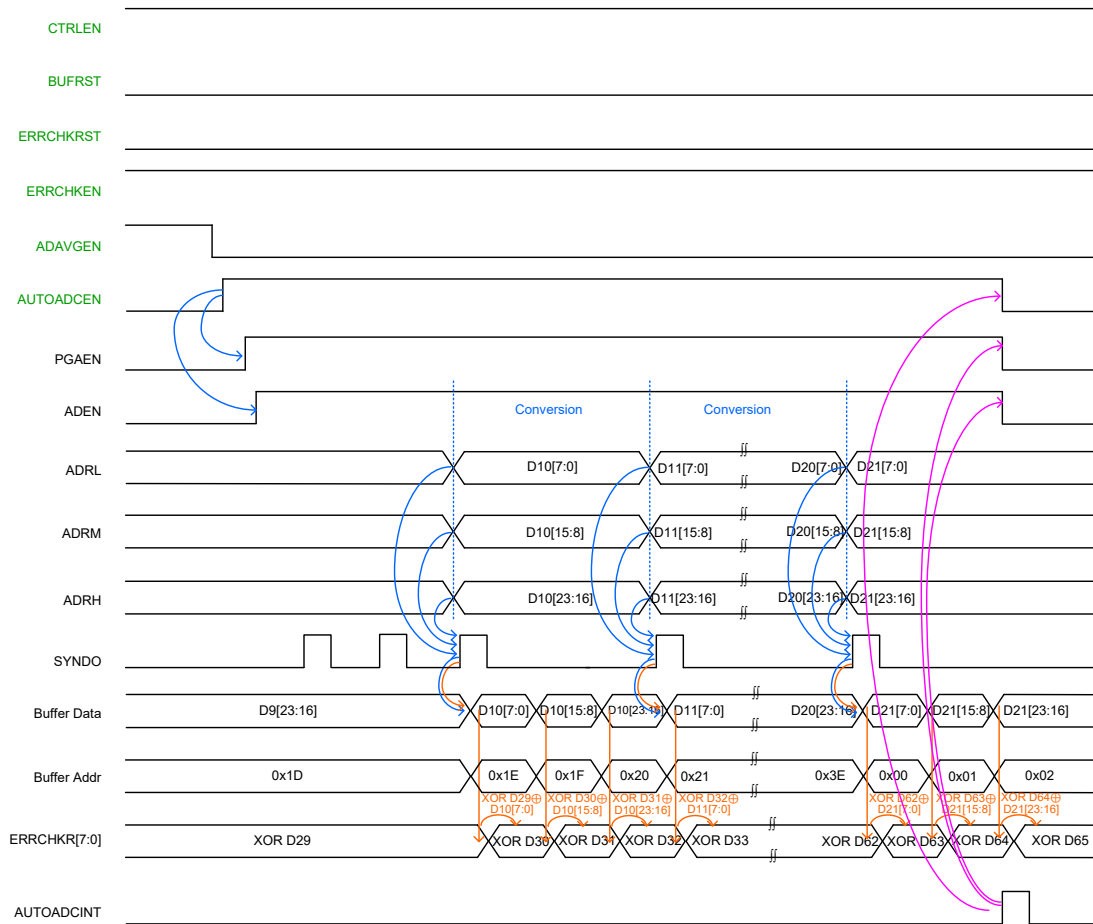 CTRLEN
BUFRST
ERRCHKRST
ERRCHKEN
ADAVGEN
AUTOADCEN
PGAEN
ADEN Conversion Conversion
ADRL D10[7:0] D11[7:0] D20[7:0] D21[7:0]
ADRM D10[15:8] D11[15:8] D20[15:8] D21[15:8]
ADRH D10[23:16] D11[23:16] D20[23:16] D21[23:16]
SYNDO
Buffer Data D9[23:16] D10[7:0] D10[15:8] D10[23:16] D11[7:0] D20[23:16] D21[7:0] D21[15:8] D21[23:16]
Buffer Addr 0x1D 0x1E 0x1F 0x20 0x21 0x3E 0x00 0x01 0x02
XOR D29⊕ XOR D30⊕ XOR D31⊕ XOR D32⊕ XOR D62⊕ XOR D63⊕ XOR D64⊕
D10[7:0] D10[15:8] D10[23:16] D11[7:0] D21[7:0] D21[15:8] D21[23:16]
ERRCHKR[7:0] XOR D29 XOR D30 XOR D31 XOR D32 XOR D33 XOR D62 XOR D63 XOR D64 XOR D65
AUTOADCINT